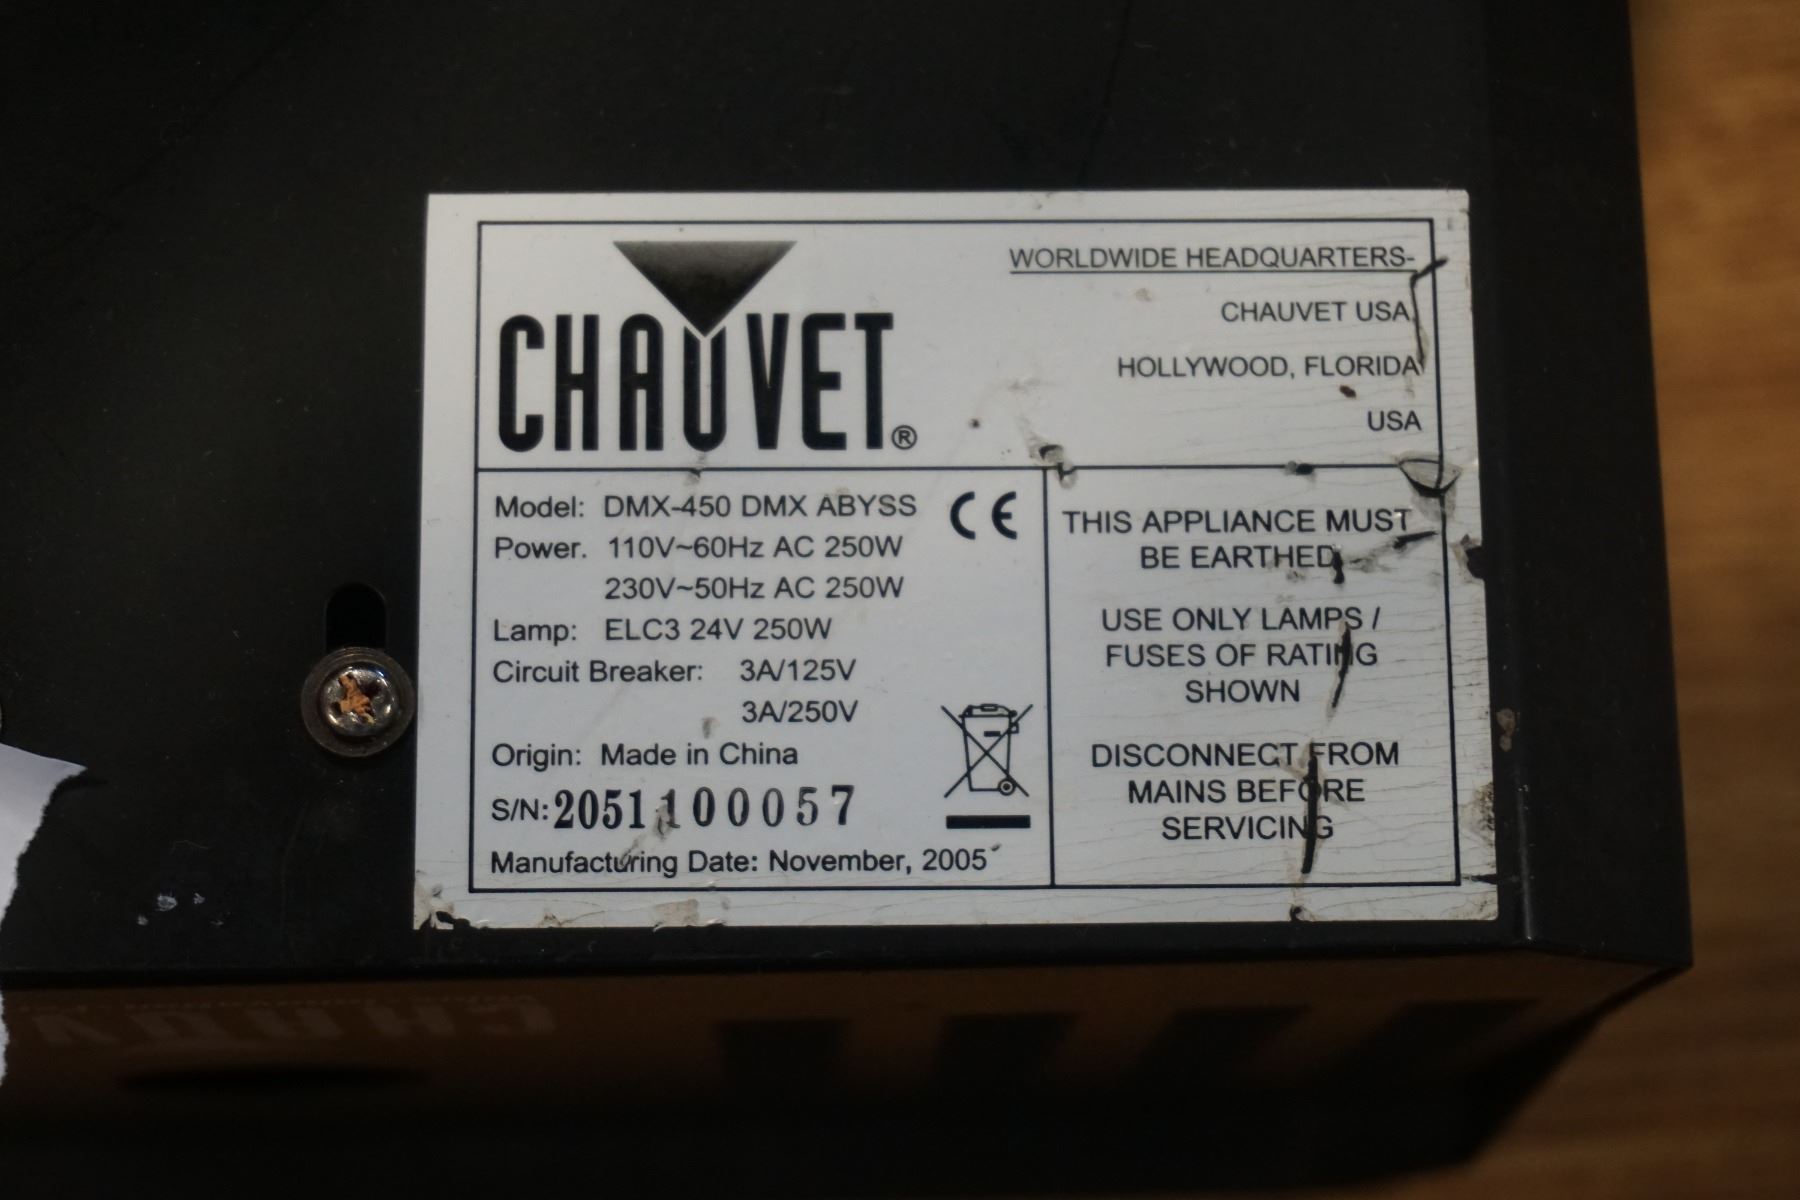 CHAUVET®
WORLDWIDE HEADQUARTERS-
CHAUVET USA
HOLLYWOOD, FLORIDA
USA
Model: DMX-450 DMX ABYSS
Power. 110V~60Hz AC 250W
230V~50Hz AC 250W
Lamp: ELC3 24V 250W
Circuit Breaker: 3A/125V
3A/250V
Origin: Made in China
S/N: 2051100057
Manufacturing Date: November, 2005
CE
THIS APPLIANCE MUST
BE EARTHED
USE ONLY LAMPS /
FUSES OF RATING
SHOWN
DISCONNECT FROM
MAINS BEFORE
SERVICING